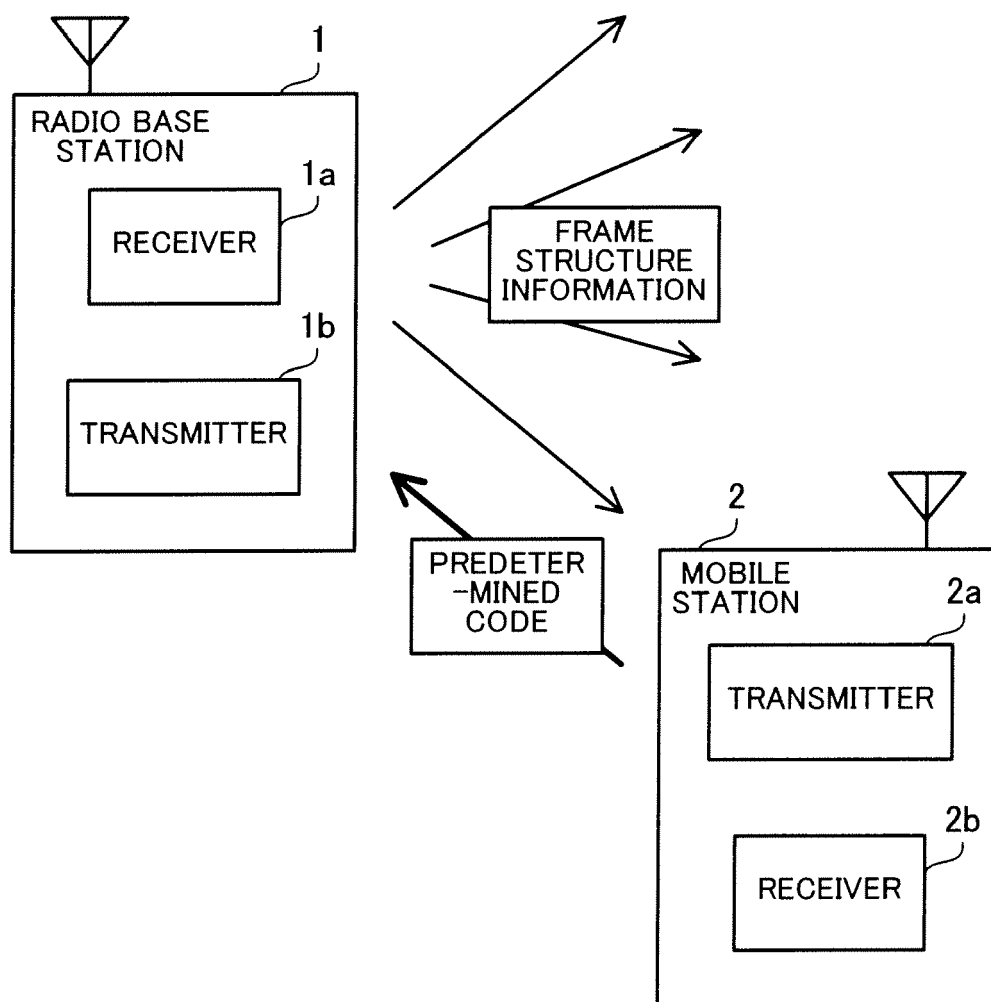 1
RADIO BASE
STATION
1a
RECEIVER
1b
TRANSMITTER
FRAME
STRUCTURE
INFORMATION
PREDETER
-MINED
CODE
2
MOBILE
STATION
2a
TRANSMITTER
2b
RECEIVER